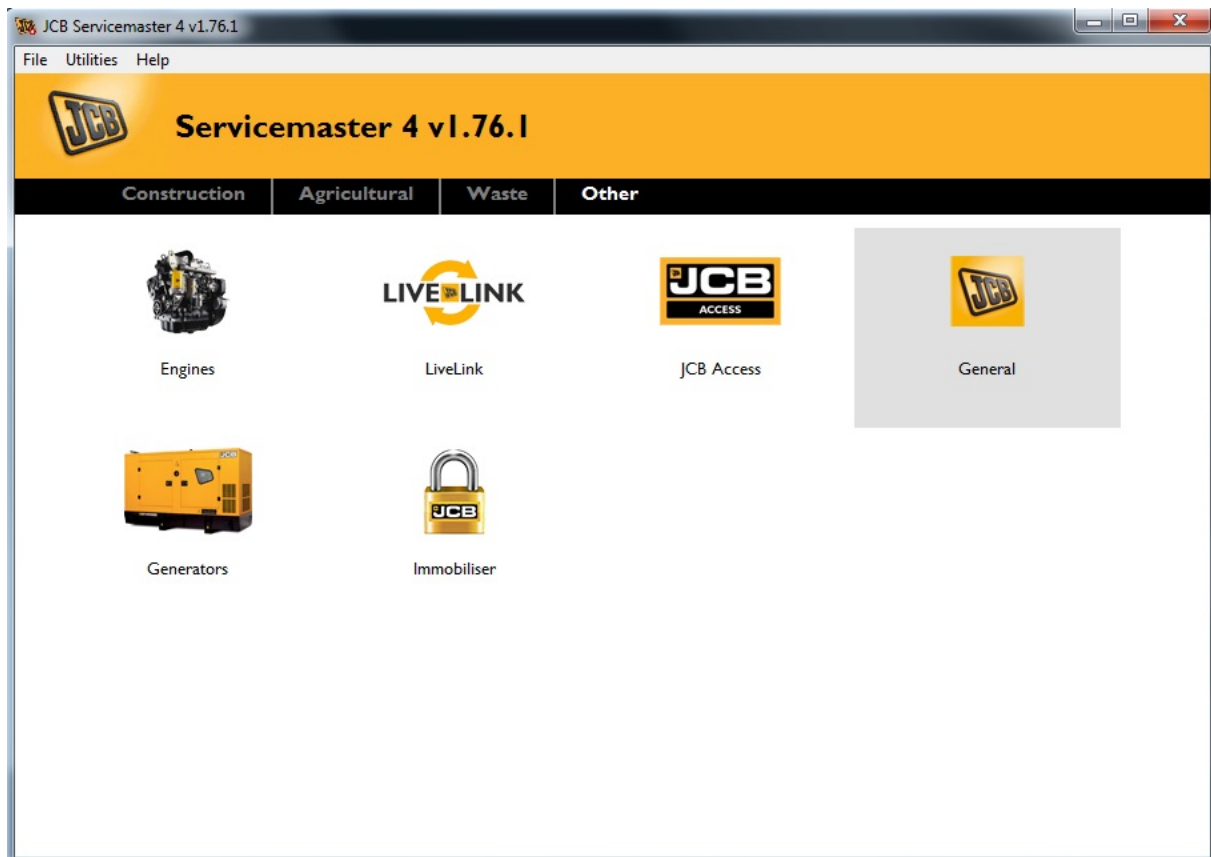 JCB Servicemaster 4 v1.76.1
File Utilities Help
JCB Servicemaster 4 v1.76.1
Construction Agricultural Waste Other
LIVE LINK
JCB
ACCESS
JCB
Engines LiveLink JCB Access General
JCB
JCB
Generators Immobiliser